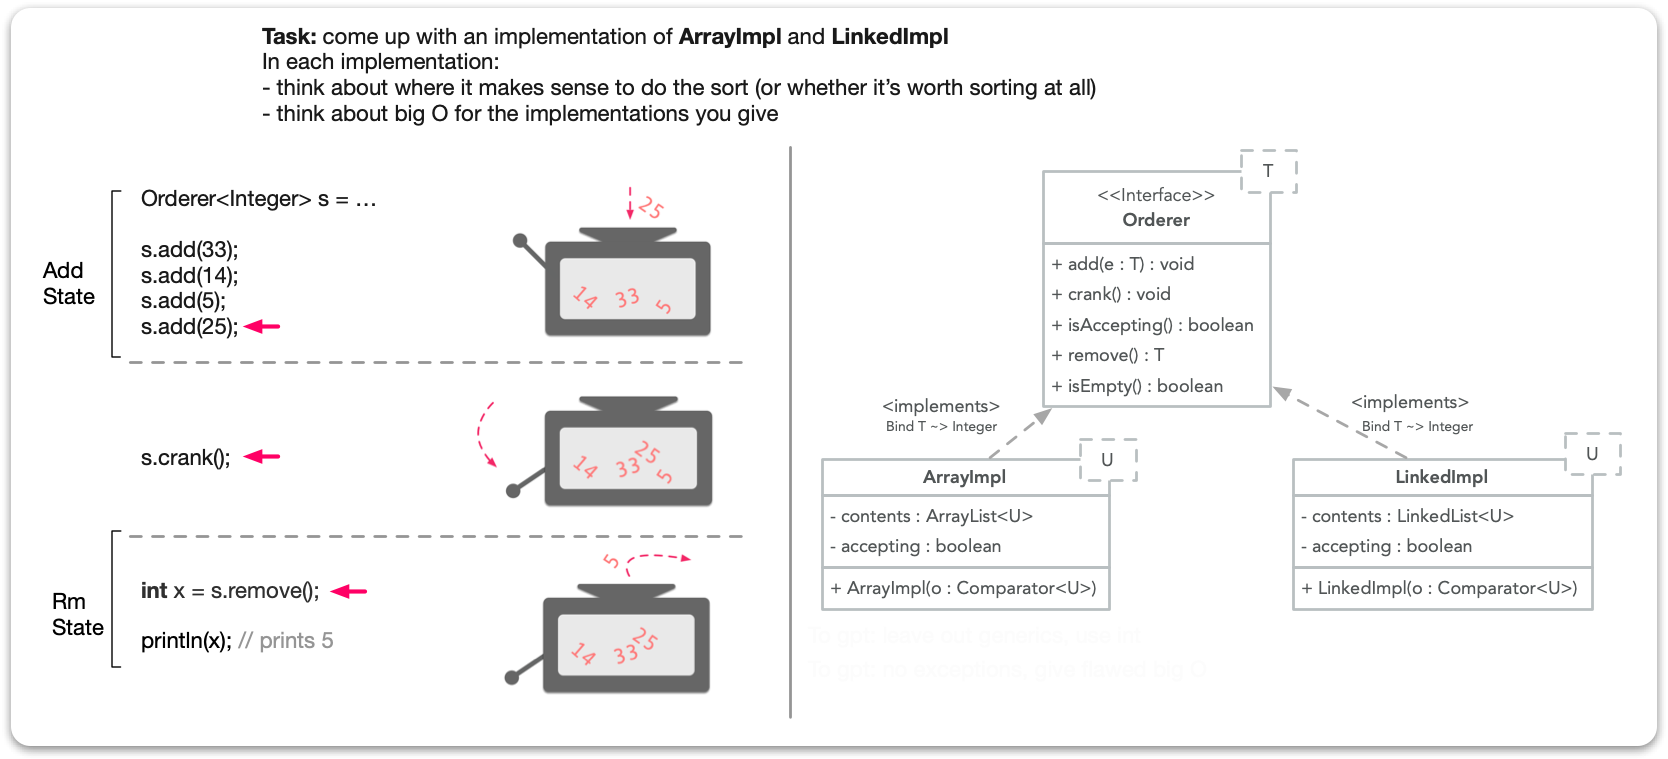 Task: come up with an implementation of ArrayImpl and LinkedImpl
In each implementation:
- think about where it makes sense to do the sort (or whether it's worth sorting at all)
- think about big O for the implementations you give
Add
State
Orderer<Integer> s = …
s.add(33);
s.add(14);
s.add(5);
s.add(25);
25
14 33 5
s.crank();
14 33 25 5
Rm
State
int x = s.remove();
println(x); // prints 5
5
14 33 25
T
<<Interface>>
Orderer
+ add(e : T) : void
+ crank() : void
+ isAccepting() : boolean
+ remove() : T
+ isEmpty() : boolean
<implements>
Bind T ~> Integer
<implements>
Bind T ~> Integer
U
ArrayImpl
- contents : ArrayList<U>
- accepting : boolean
+ ArrayImpl(o : Comparator<U>)
U
LinkedImpl
- contents : LinkedList<U>
- accepting : boolean
+ LinkedImpl(o : Comparator<U>)
To gpt: leave out generics, use int
To gpt: no exceptions, give flawed big O